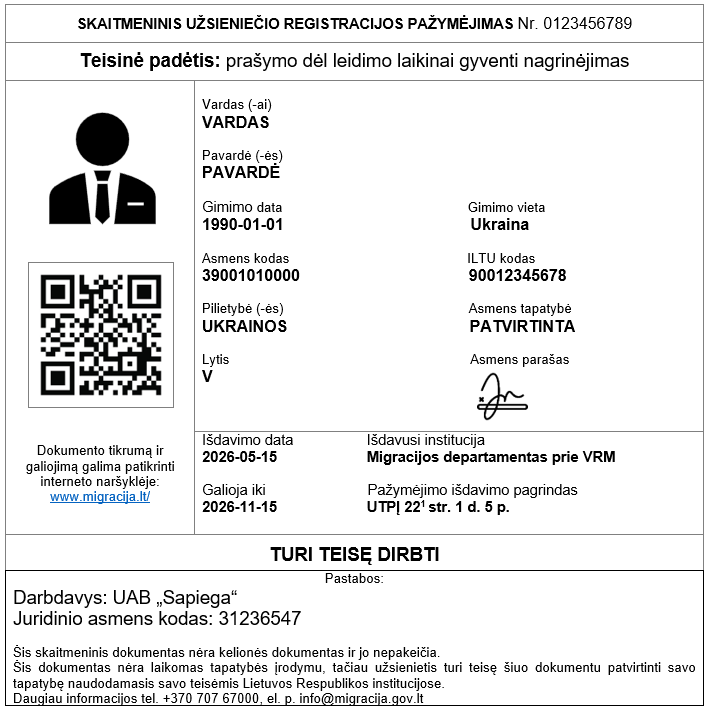 SKAITMENINIS UŽSIENIEČIO REGISTRACIJOS PAŽYMĖJIMAS Nr. 0123456789
Teisinė padėtis: prašymo dėl leidimo laikinai gyventi nagrinėjimas
Vardas (-ai)
VARDAS
Pavardė (-ės)
PAVARDĖ
Gimimo data
1990-01-01
Gimimo vieta
Ukraina
Asmens kodas
39001010000
ILTU kodas
90012345678
Pilietybė (-ės)
UKRAINOS
Asmens tapatybė
PATVIRTINTA
Lytis
V
Asmens parašas
Dokumento tikrumą ir
galiojimą galima patikrinti
interneto naršyklėje:
www.migracija.lt/
Išdavimo data
2026-05-15
Išdavusi institucija
Migracijos departamentas prie VRM
Galioja iki
2026-11-15
Pažymėjimo išdavimo pagrindas
UTPĮ 22¹ str. 1 d. 5 p.
TURI TEISĘ DIRBTI
Pastabos:
Darbdavys: UAB „Sapiega“
Juridinio asmens kodas: 31236547
Šis skaitmeninis dokumentas nėra kelionės dokumentas ir jo nepakeičia.
Šis dokumentas nėra laikomas tapatybės įrodymu, tačiau užsienietis turi teisę šiuo dokumentu patvirtinti savo
tapatybę naudodamasis savo teisėmis Lietuvos Respublikos institucijose.
Daugiau informacijos tel. +370 707 67000, el. p. info@migracija.gov.lt